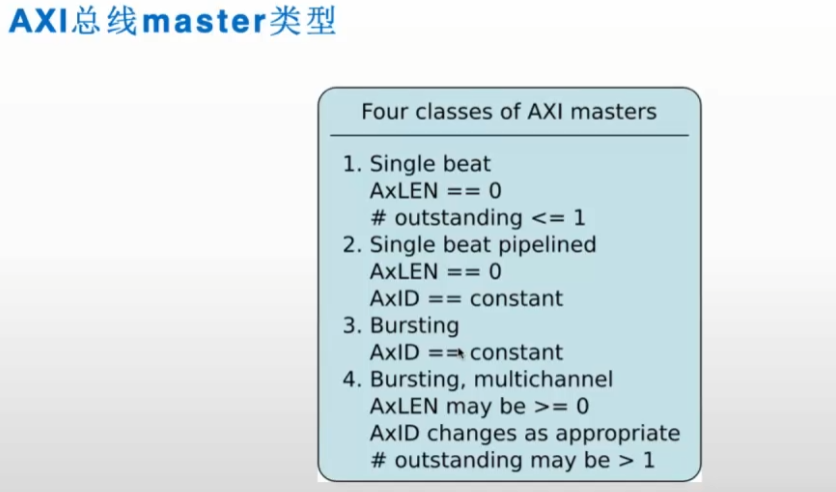 AXI总线master类型
Four classes of AXI masters
1. Single beat
AxLEN == 0
# outstanding <= 1
2. Single beat pipelined
AxLEN == 0
AxID == constant
3. Bursting
AxID == constant
4. Bursting, multichannel
AxLEN may be >= 0
AxID changes as appropriate
# outstanding may be > 1